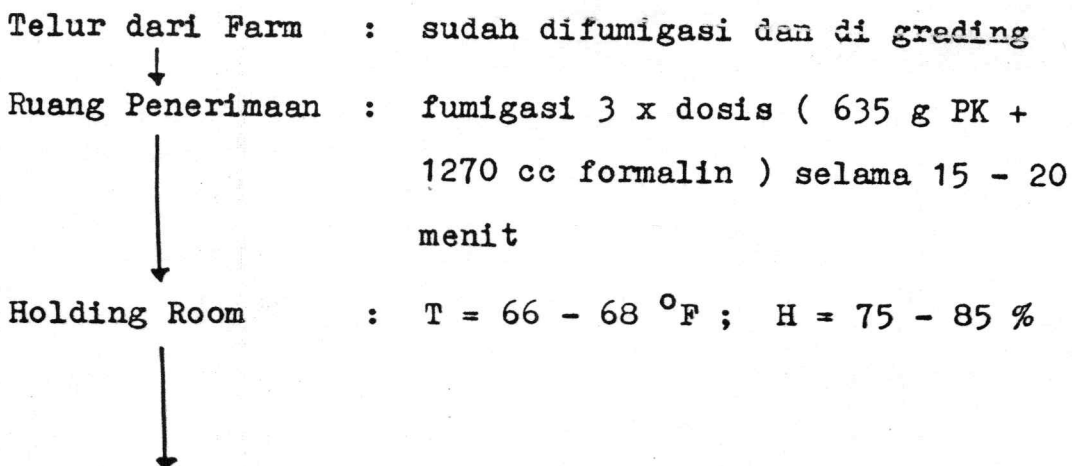 Telur dari Farm : sudah difumigasi dan di grading
Ruang Penerimaan : fumigasi 3 x dosis ( 635 g PK +
1270 cc formalin ) selama 15 - 20
menit
Holding Room : T = 66 - 68 °F ; H = 75 - 85 %